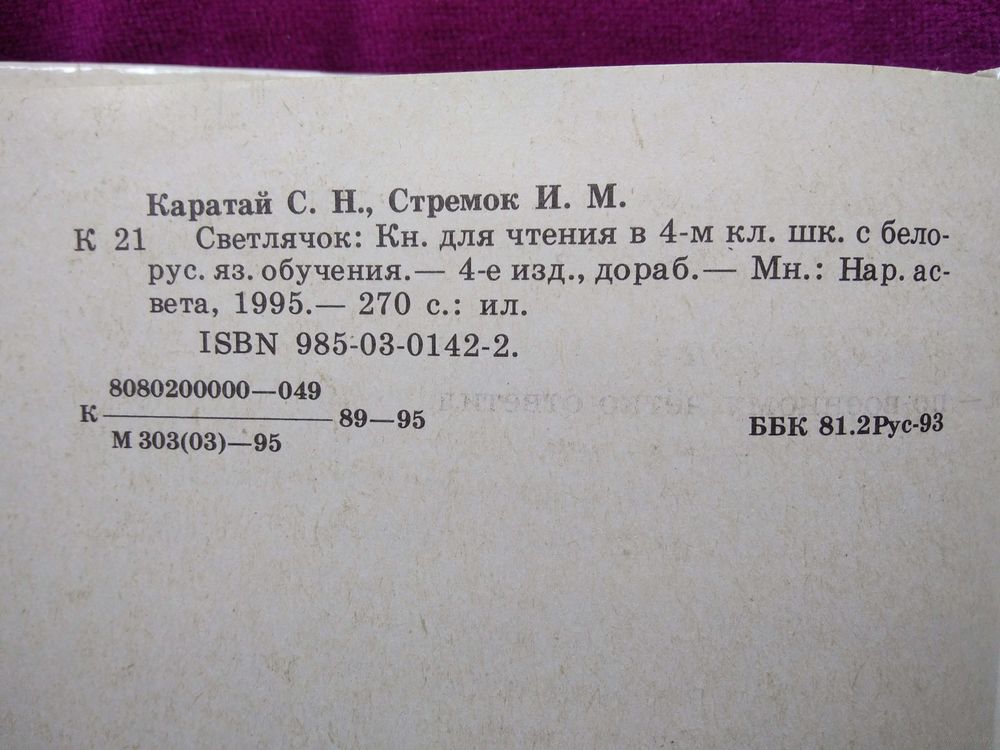 Каратай С. Н., Стремок И. М.
К 21 Светлячок: Кн. для чтения в 4-м кл. шк. с бело-
рус. яз. обучения.— 4-е изд., дораб.— Мн.: Нар. ас-
вета, 1995.— 270 с.: ил.
ISBN 985-03-0142-2.
8080200000—049
К 89—95
М 303(03)—95
ББК 81.2Рус-93